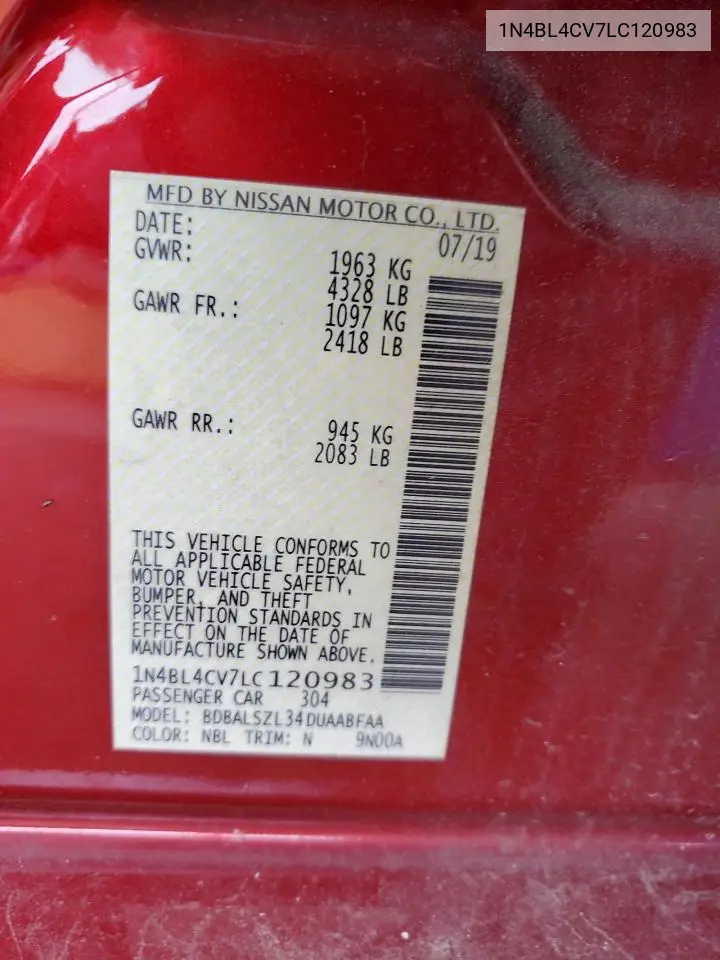 1N4BL4CV7LC120983
MFD BY NISSAN MOTOR CO., LTD.
DATE: 07/19
GVWR: 1963 KG
4328 LB
GAWR FR.: 1097 KG
2418 LB
GAWR RR.: 945 KG
2083 LB
THIS VEHICLE CONFORMS TO
ALL APPLICABLE FEDERAL
MOTOR VEHICLE SAFETY,
BUMPER, AND THEFT
PREVENTION STANDARDS IN
EFFECT ON THE DATE OF
MANUFACTURE SHOWN ABOVE.
1N4BL4CV7LC120983
PASSENGER CAR 304
MODEL: BDBALSZL34DUAABFAA
COLOR: NBL TRIM: N 9N00A